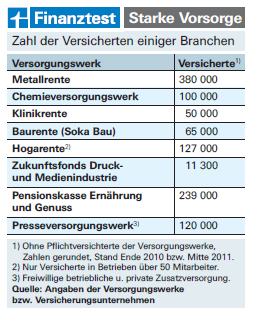 Finanztest Starke Vorsorge
Zahl der Versicherten einiger Branchen
Versorgungswerk Versicherte1)
Metallrente 380 000
Chemieversorgungswerk 100 000
Klinikrente 50 000
Baurente (Soka Bau) 65 000
Hogarente2) 127 000
Zukunftsfonds Druck- 11 300
und Medienindustrie
Pensionskasse Ernährung 239 000
und Genuss
Presseversorgungswerk3) 120 000
1) Ohne Pflichtversicherte der Versorgungswerke,
Zahlen gerundet, Stand Ende 2010 bzw. Mitte 2011.
2) Nur Versicherte in Betrieben über 50 Mitarbeiter.
3) Freiwillige betriebliche u. private Zusatzversorgung.
Quelle: Angaben der Versorgungswerke
bzw. Versicherungsunternehmen